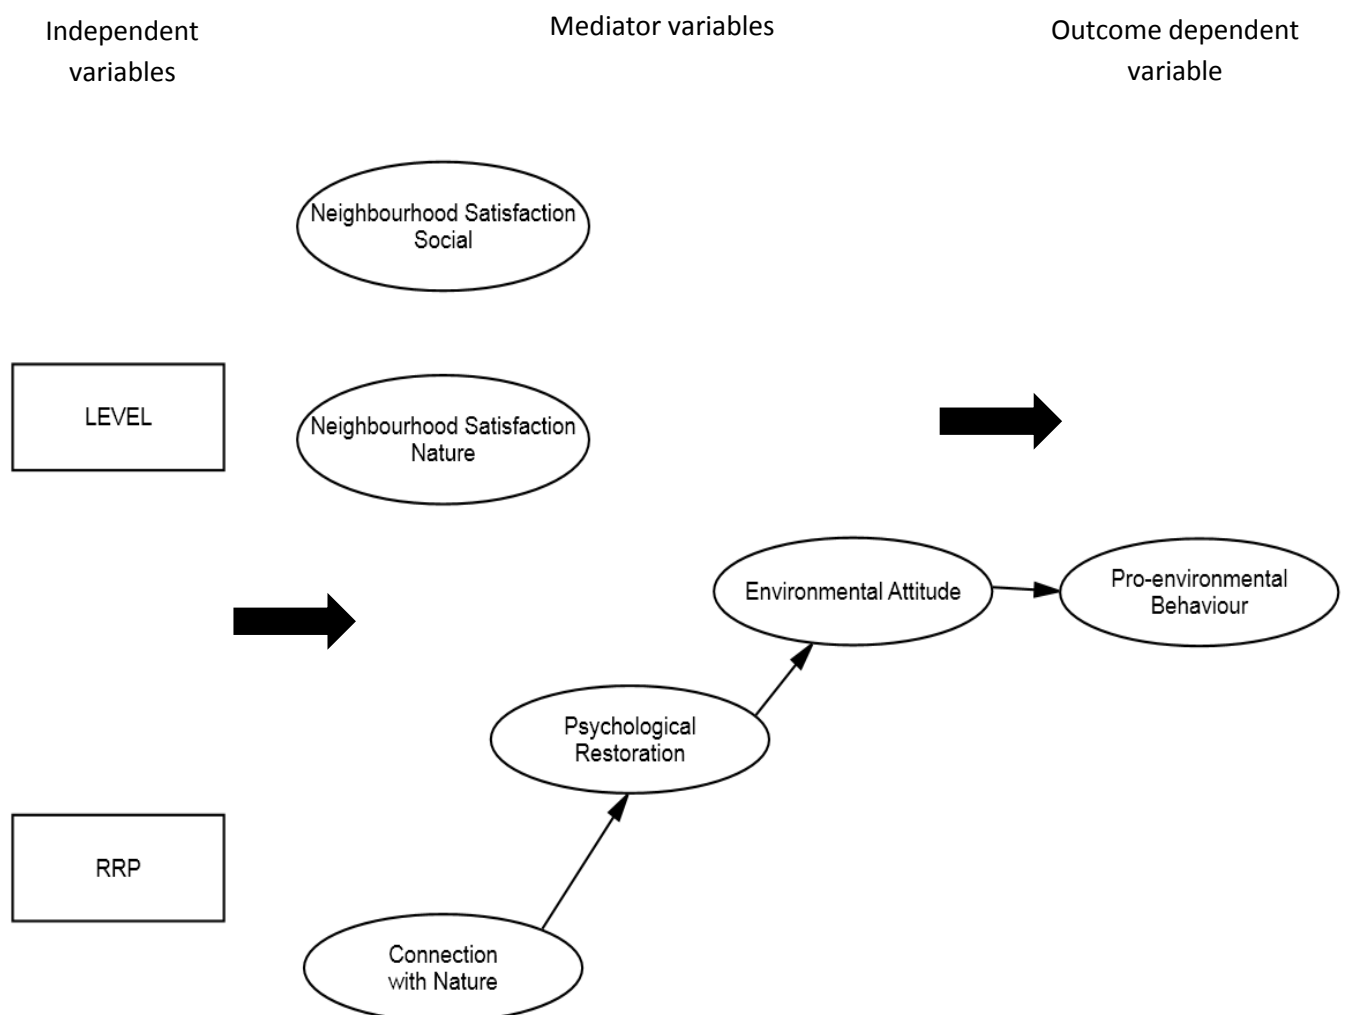 Independent
variables
Mediator variables
Outcome dependent
variable
Neighbourhood Satisfaction
Social
LEVEL
Neighbourhood Satisfaction
Nature
Environmental Attitude
Pro-environmental
Behaviour
Psychological
Restoration
RRP
Connection
with Nature